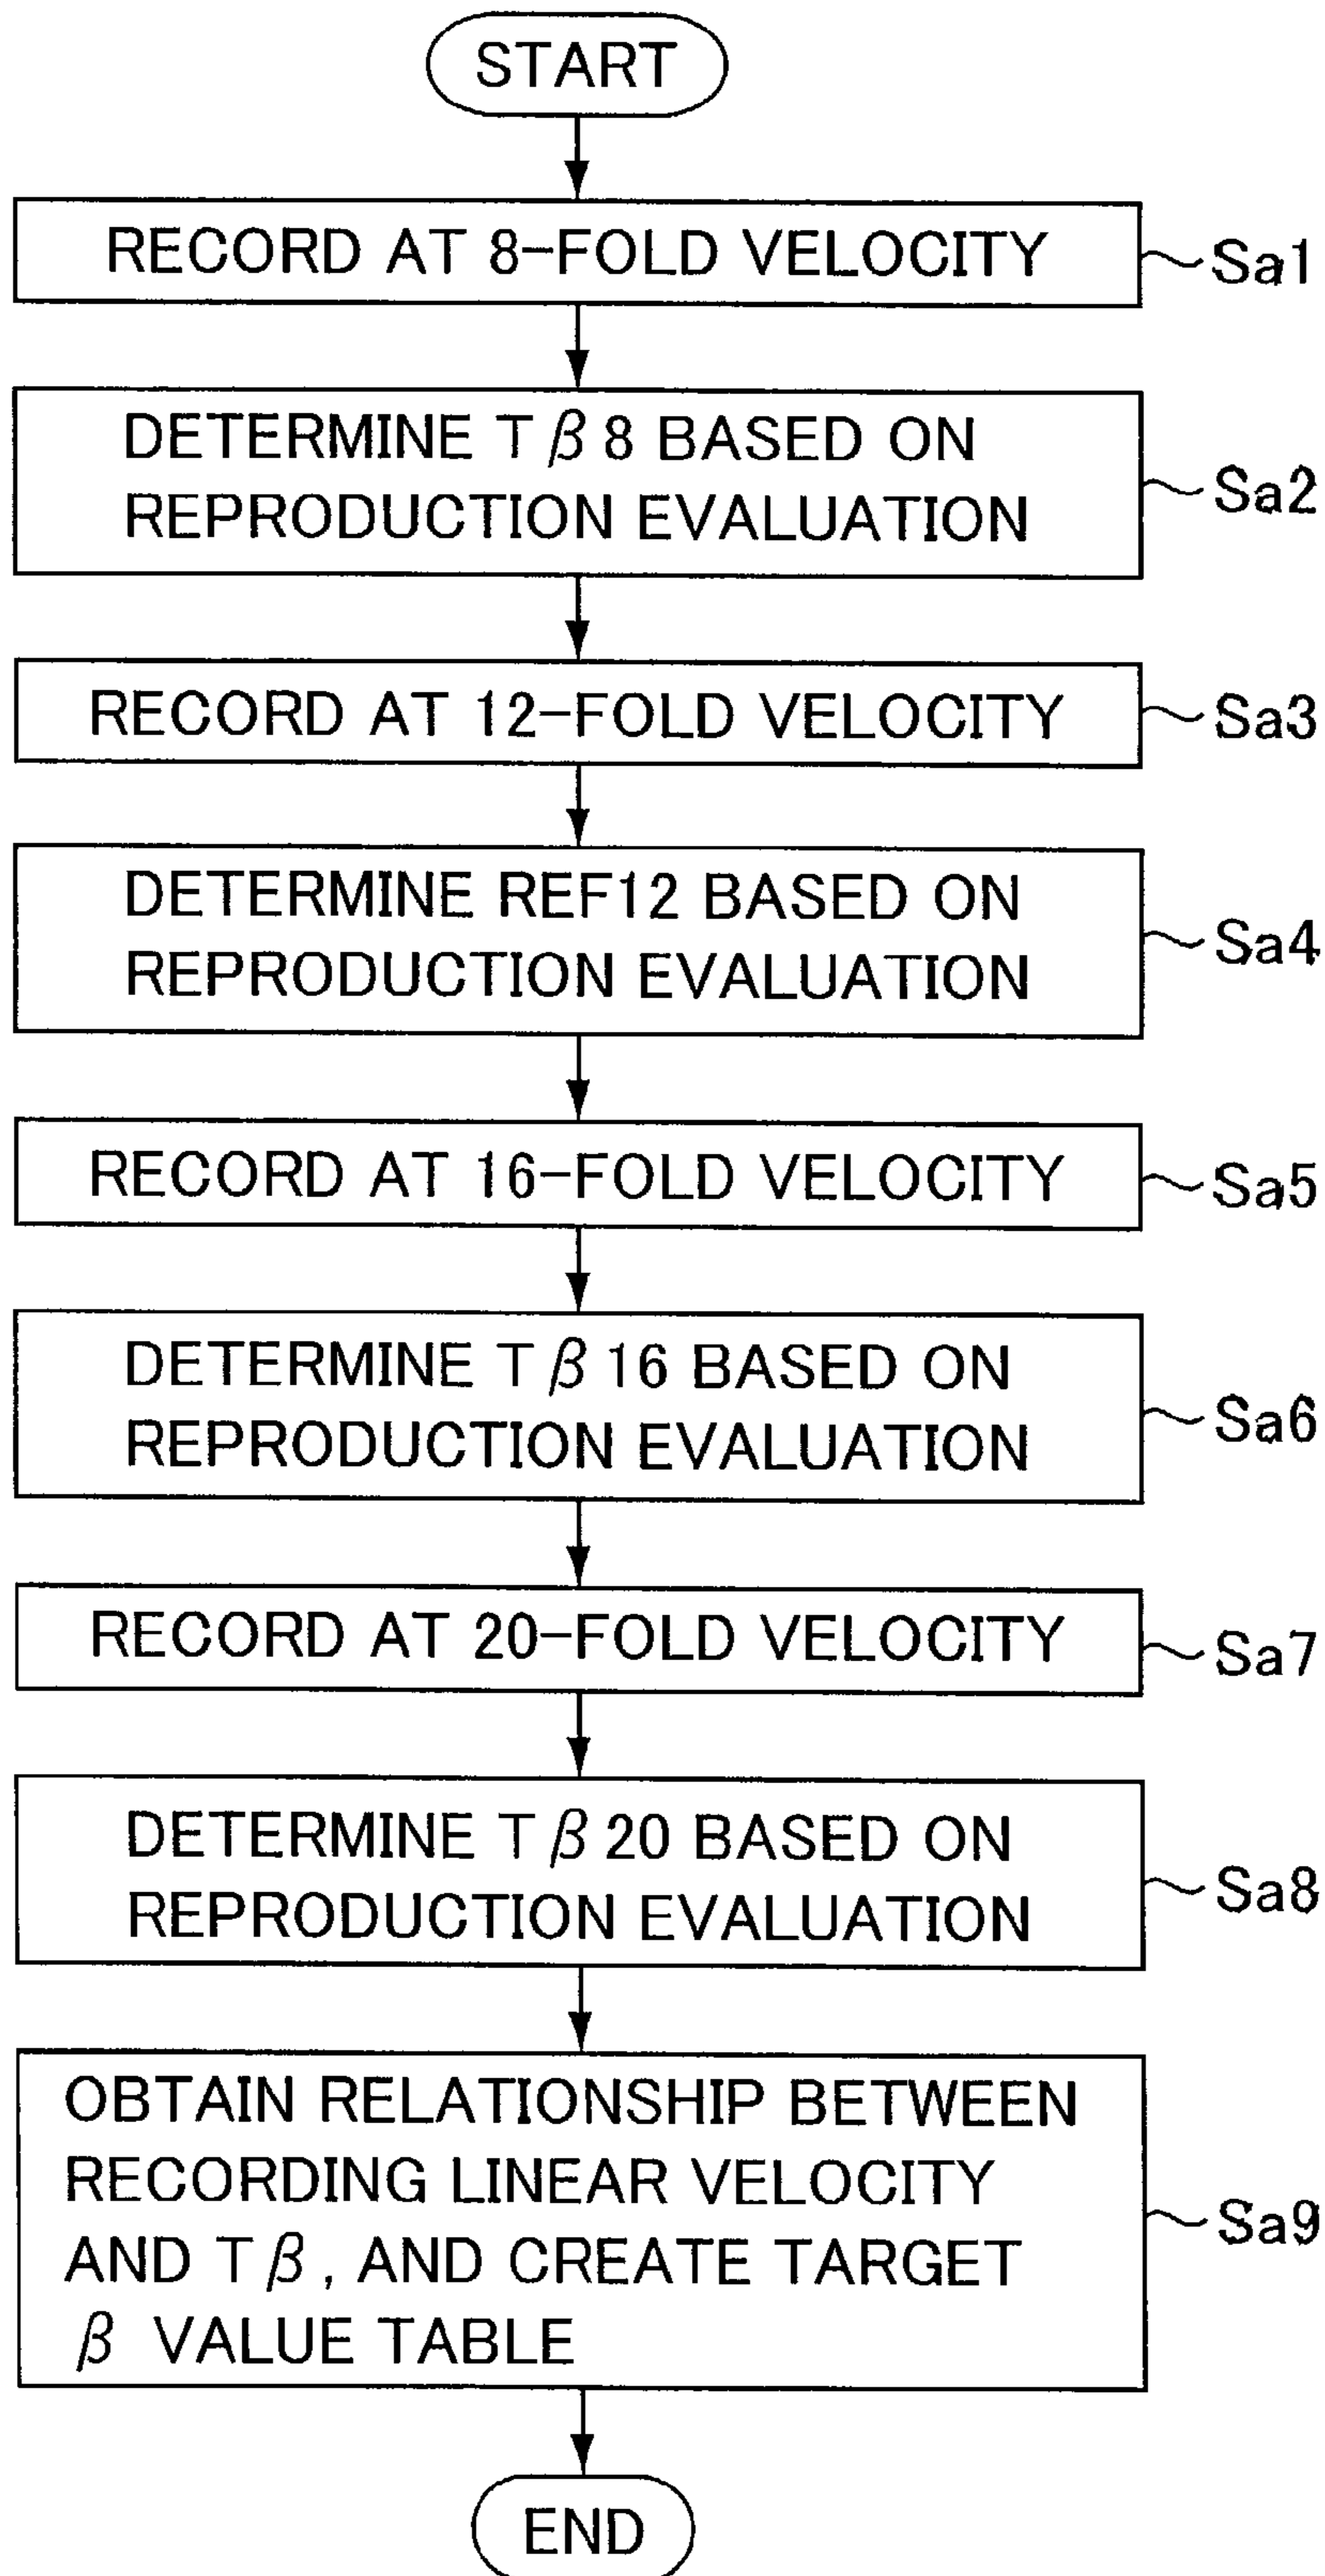 START
RECORD AT 8-FOLD VELOCITY
Sa1
DETERMINE Tβ8 BASED ON
REPRODUCTION EVALUATION
Sa2
RECORD AT 12-FOLD VELOCITY
Sa3
DETERMINE REF12 BASED ON
REPRODUCTION EVALUATION
Sa4
RECORD AT 16-FOLD VELOCITY
Sa5
DETERMINE Tβ16 BASED ON
REPRODUCTION EVALUATION
Sa6
RECORD AT 20-FOLD VELOCITY
Sa7
DETERMINE Tβ20 BASED ON
REPRODUCTION EVALUATION
Sa8
OBTAIN RELATIONSHIP BETWEEN
RECORDING LINEAR VELOCITY
AND Tβ, AND CREATE TARGET
β VALUE TABLE
Sa9
END